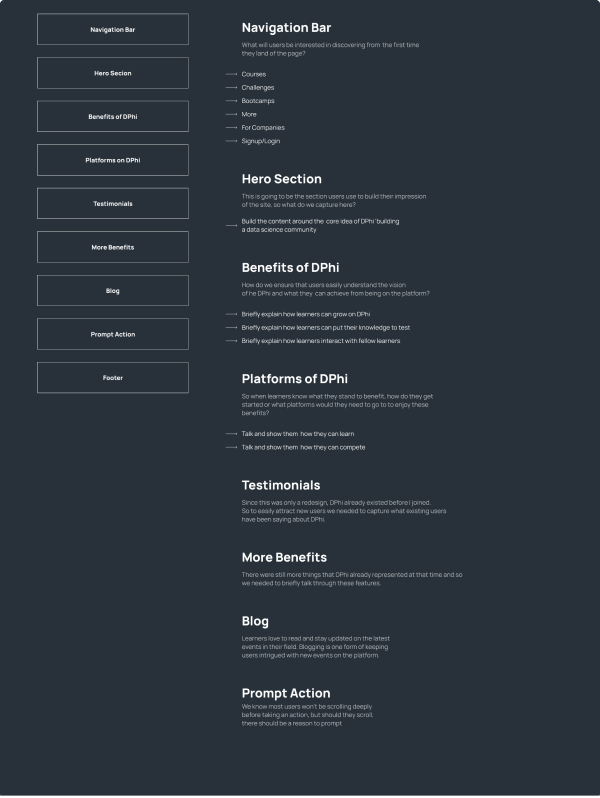 Navigation Bar
Hero Secion
Benefits of DPhi
Platforms on DPhi
Testimonials
More Benefits
Blog
Prompt Action
Footer
Navigation Bar
What will users be interested in discovering from the first time
they land of the page?
Courses
Challenges
Bootcamps
More
For Companies
Signup/Login
Hero Section
This is going to be the section users use to build their impression
of the site, so what do we capture here?
Build the content around the core idea of DPhi 'building
a data science community
Benefits of DPhi
How do we ensure that users easily understand the vision
of he DPhi and what they can achieve from being on the platform?
Briefly explain how learners can grow on DPhi
Briefly explain how learners can put their knowledge to test
Briefly explain how learners interact with fellow learners
Platforms of DPhi
So when learners know what they stand to benefit, how do they get
started or what platforms would they need to go to to enjoy these
benefits?
Talk and show them how they can learn
Talk and show them how they can compete
Testimonials
Since this was only a redesign, DPhi already existed before I joined.
So to easily attract new users we needed to capture what existing users
have been saying about DPhi.
More Benefits
There were still more things that DPhi already represented at that time and so
we needed to briefly talk through these features.
Blog
Learners love to read and stay updated on the latest
events in their field. Blogging is one form of keeping
users intrigued with new events on the platform.
Prompt Action
We know most users won't be scrolling deeply
before taking an action, but should they scroll,
there should be a reason to prompt